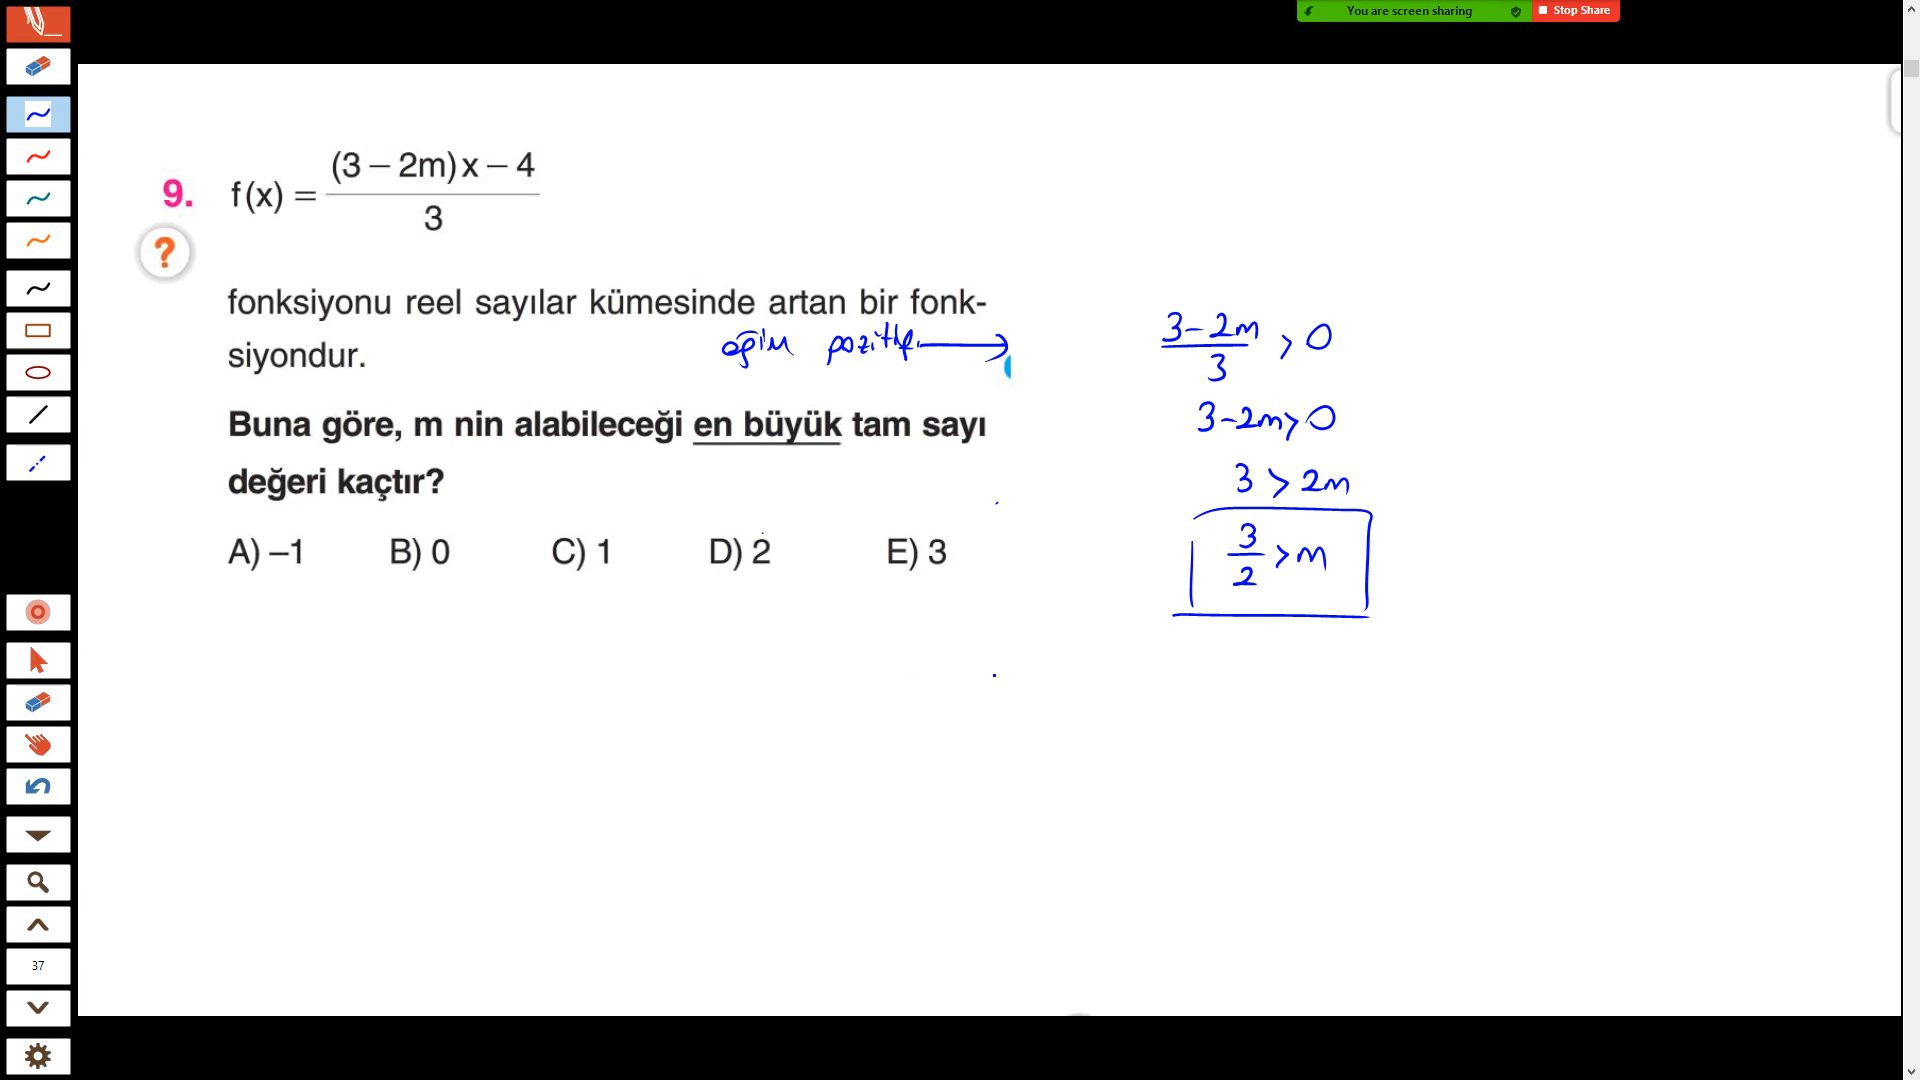 You are screen sharing
Stop Share
9. f(x) = (3 – 2m)x – 4
3
?
fonksiyonu reel sayılar kümesinde artan bir fonk-
siyondur.
eğim pozitif
Buna göre, m nin alabileceği en büyük tam sayı
değeri kaçtır?
A) –1 B) 0 C) 1 D) 2 E) 3
3-2m
3
> 0
3-2m>0
3 > 2m
3
2
> m
37